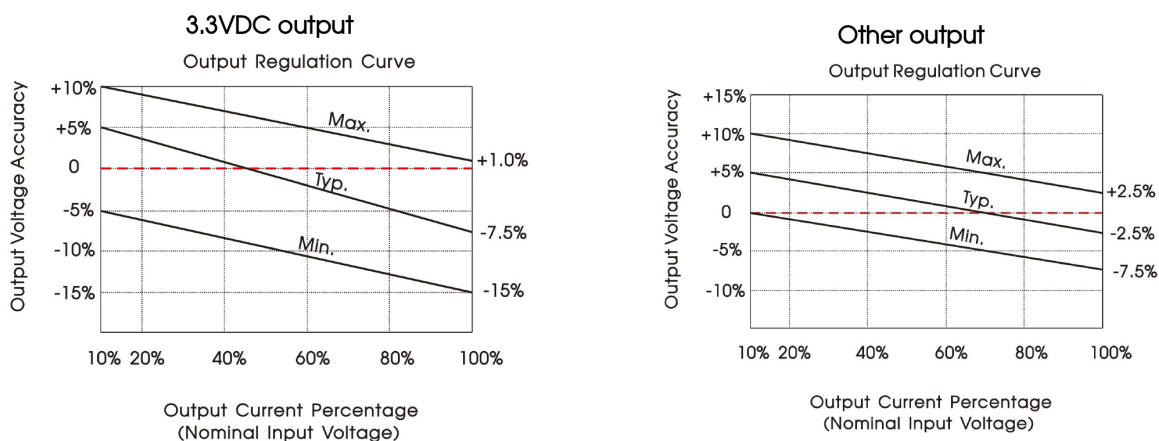 3.3VDC output
Output Regulation Curve
Output Voltage Accuracy
+10%
+5%
0
-5%
-10%
-15%
Max.
Typ.
Min.
+1.0%
-7.5%
-15%
10% 20% 40% 60% 80% 100%
Output Current Percentage
(Nominal Input Voltage)
Other output
Output Regulation Curve
Output Voltage Accuracy
+15%
+10%
+5%
0
-5%
-10%
Max.
Typ.
Min.
+2.5%
-2.5%
-7.5%
10% 20% 40% 60% 80% 100%
Output Current Percentage
(Nominal Input Voltage)